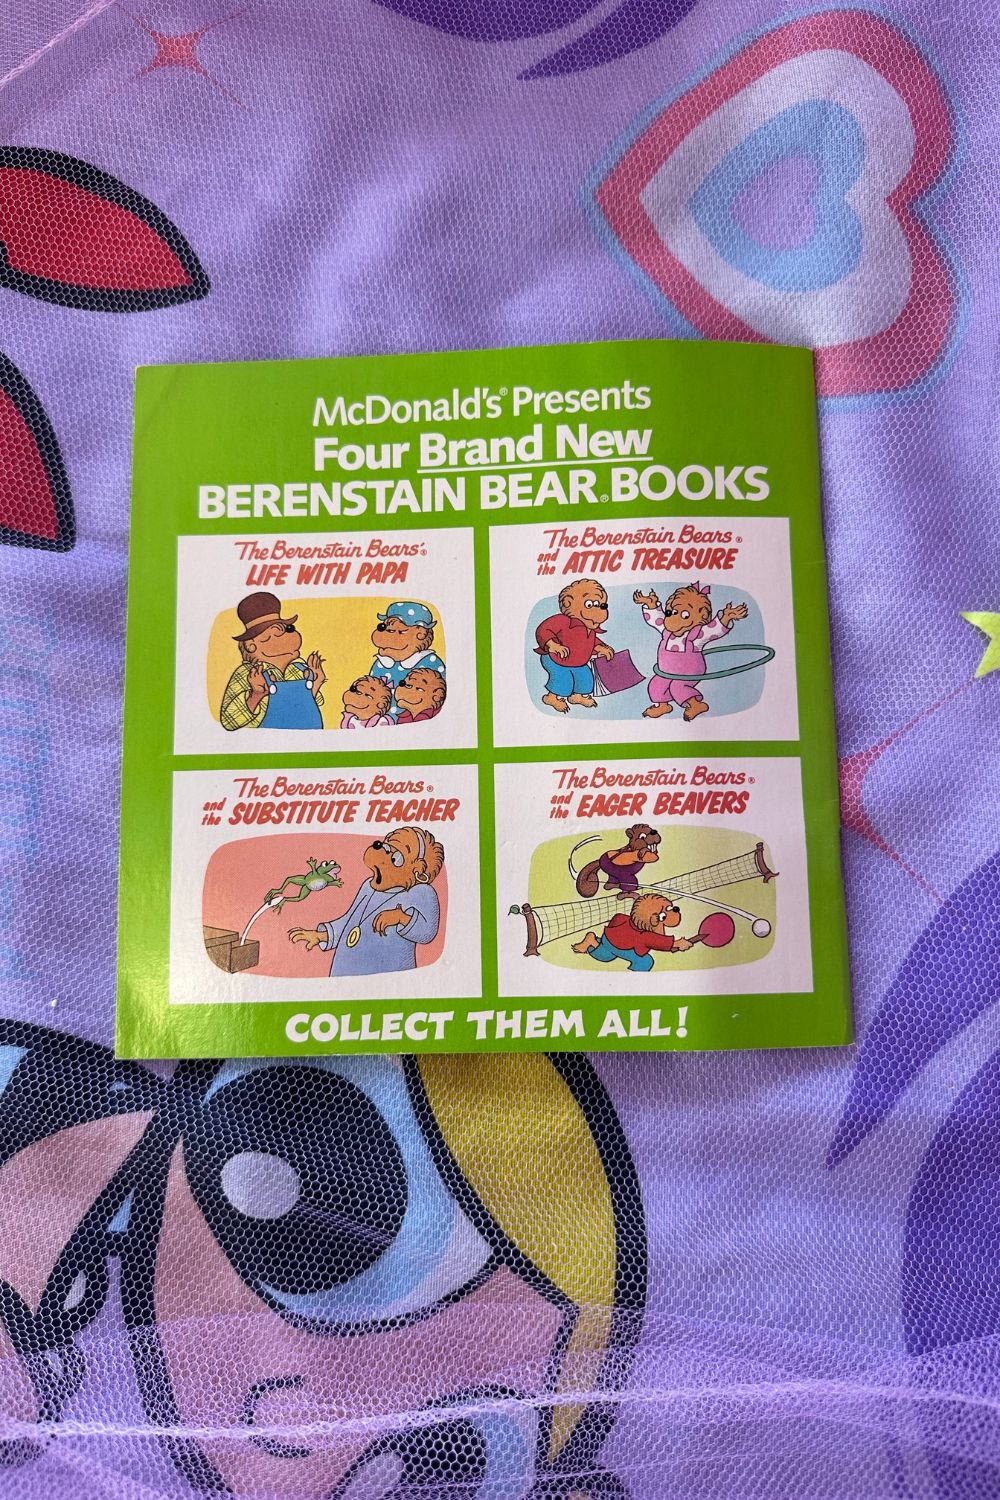 McDonald's® Presents
Four Brand New
BERENSTAIN BEAR® BOOKS
The Berenstain Bears'®
LIFE WITH PAPA
The Berenstain Bears®
and the ATTIC TREASURE
The Berenstain Bears®
and the SUBSTITUTE TEACHER
The Berenstain Bears®
and the EAGER BEAVERS
COLLECT THEM ALL!